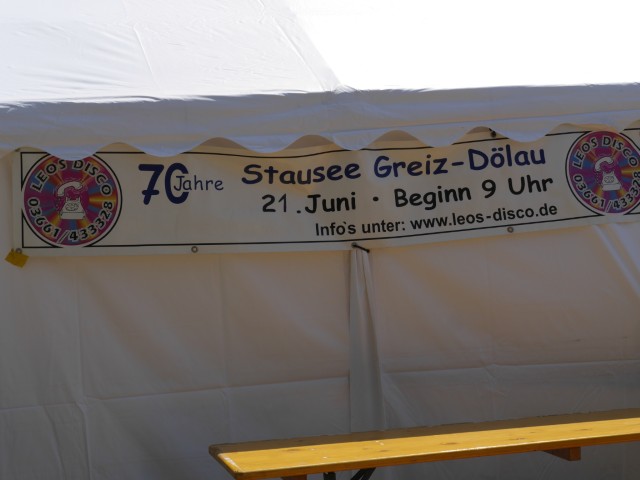 LEOS DISCO
03661/433328
70 Jahre
Stausee Greiz-Dölau
21. Juni · Beginn 9 Uhr
Info`s unter: www.leos-disco.de
LEOS DISCO
03661/43332